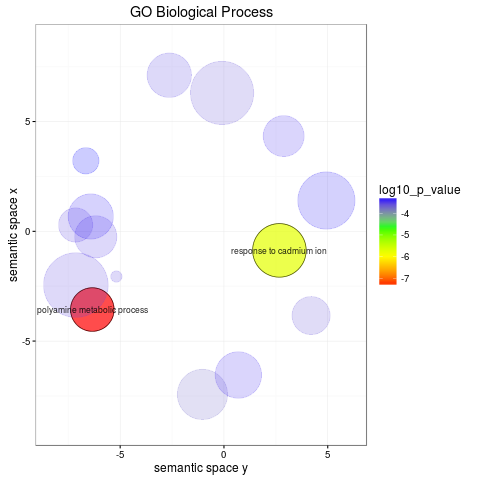 GO Biological Process
semantic space x
5
0
-5
response to cadmium ion
polyamine metabolic process
-5
0
5
semantic space y
log10_p_value
-4
-5
-6
-7